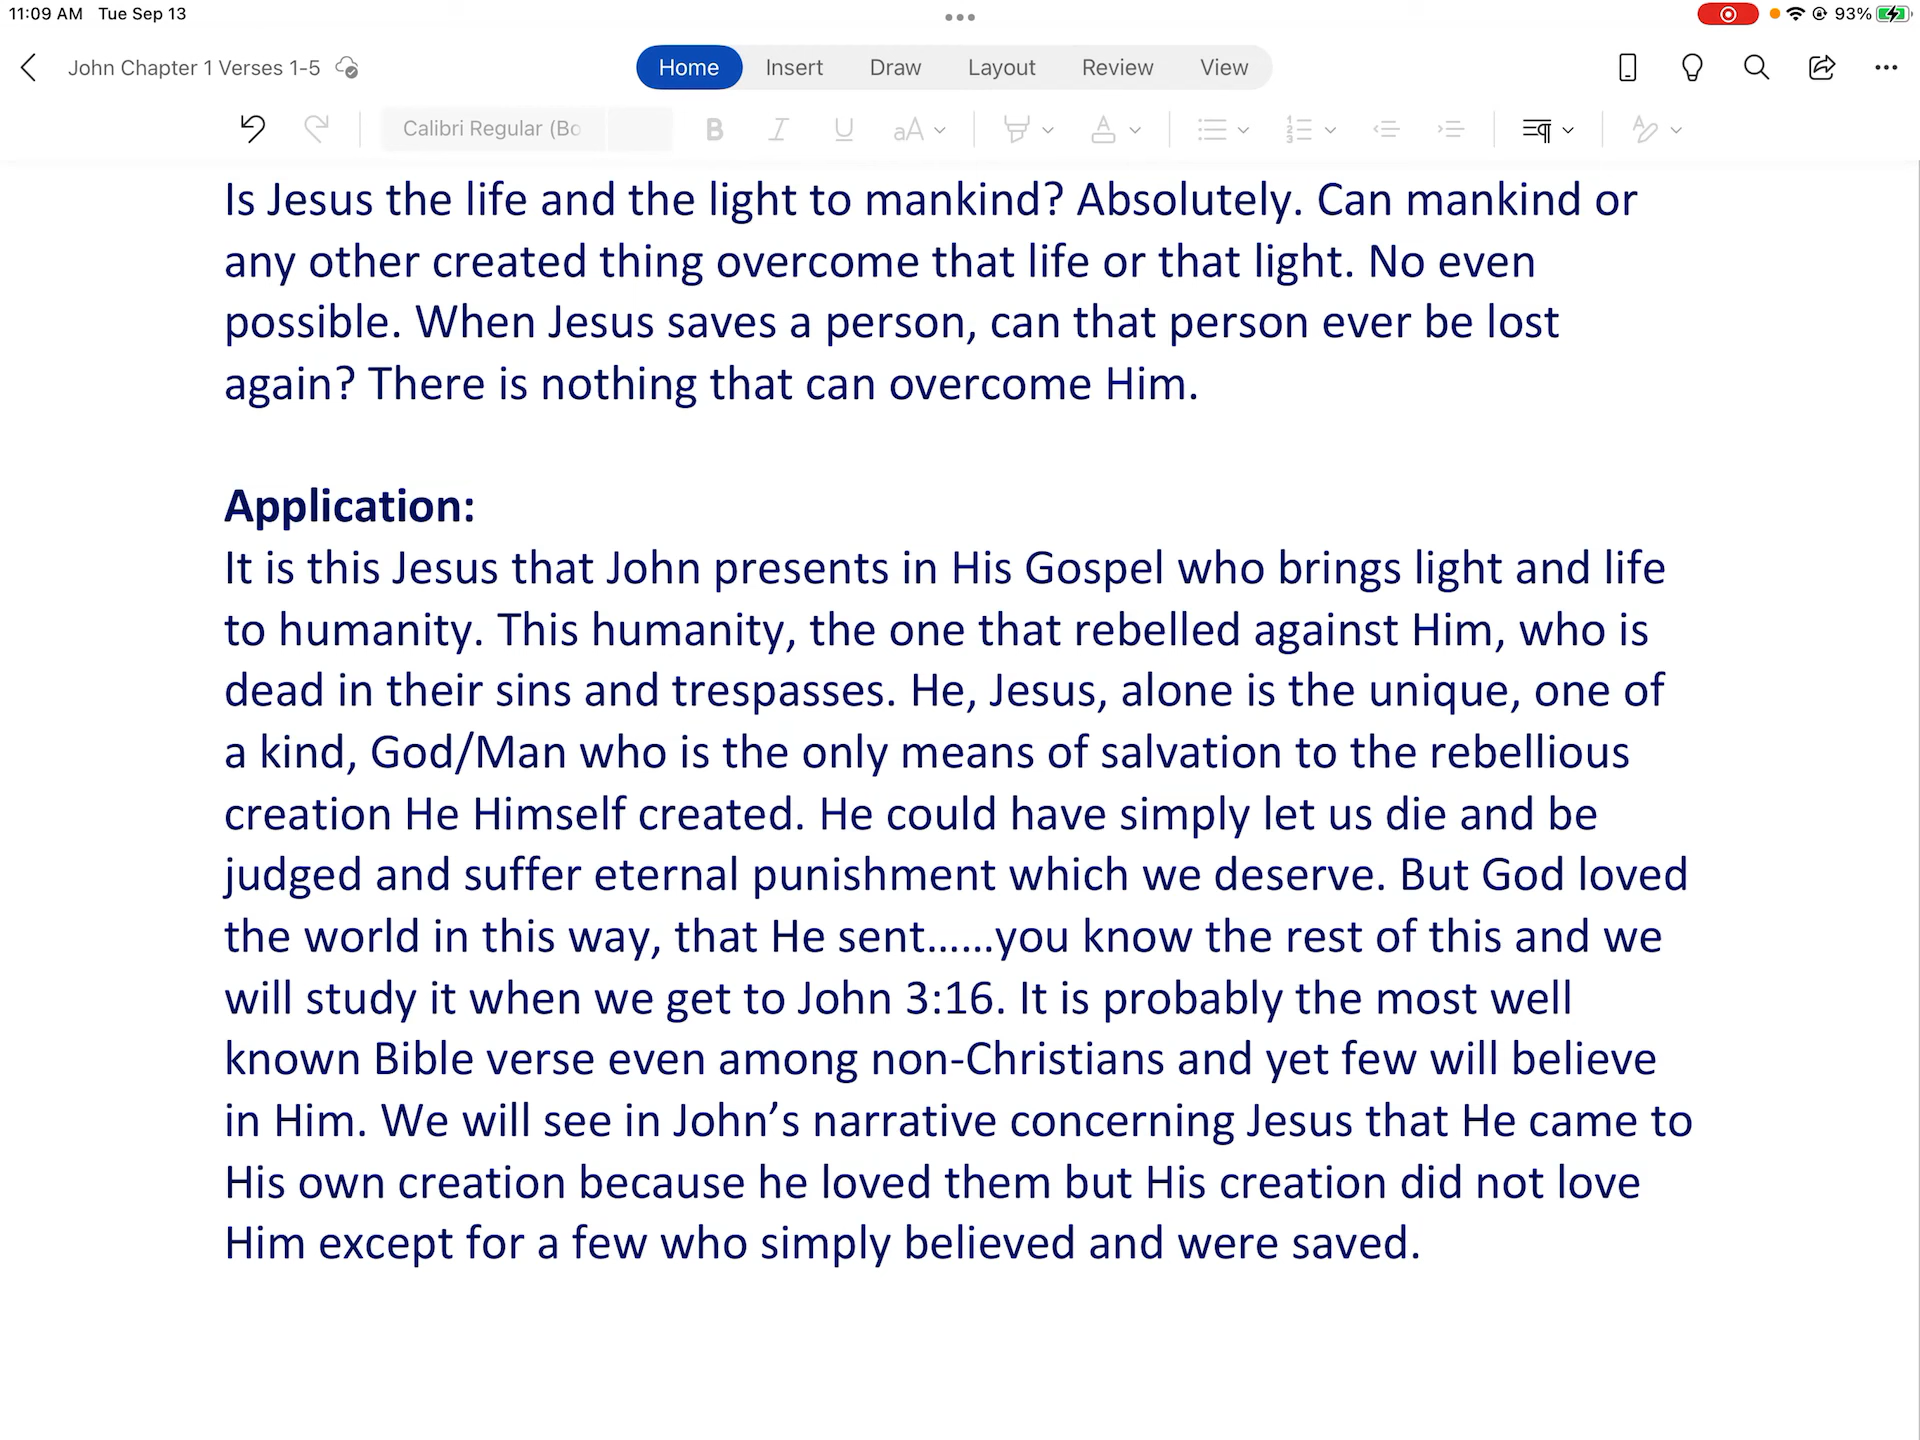 11:09 AM Tue Sep 13
93%
John Chapter 1 Verses 1-5
Home Insert Draw Layout Review View
Calibri Regular (Bo
B I U aA A
Is Jesus the life and the light to mankind? Absolutely. Can mankind or
any other created thing overcome that life or that light. No even
possible. When Jesus saves a person, can that person ever be lost
again? There is nothing that can overcome Him.
Application:
It is this Jesus that John presents in His Gospel who brings light and life
to humanity. This humanity, the one that rebelled against Him, who is
dead in their sins and trespasses. He, Jesus, alone is the unique, one of
a kind, God/Man who is the only means of salvation to the rebellious
creation He Himself created. He could have simply let us die and be
judged and suffer eternal punishment which we deserve. But God loved
the world in this way, that He sent......you know the rest of this and we
will study it when we get to John 3:16. It is probably the most well
known Bible verse even among non-Christians and yet few will believe
in Him. We will see in John’s narrative concerning Jesus that He came to
His own creation because he loved them but His creation did not love
Him except for a few who simply believed and were saved.